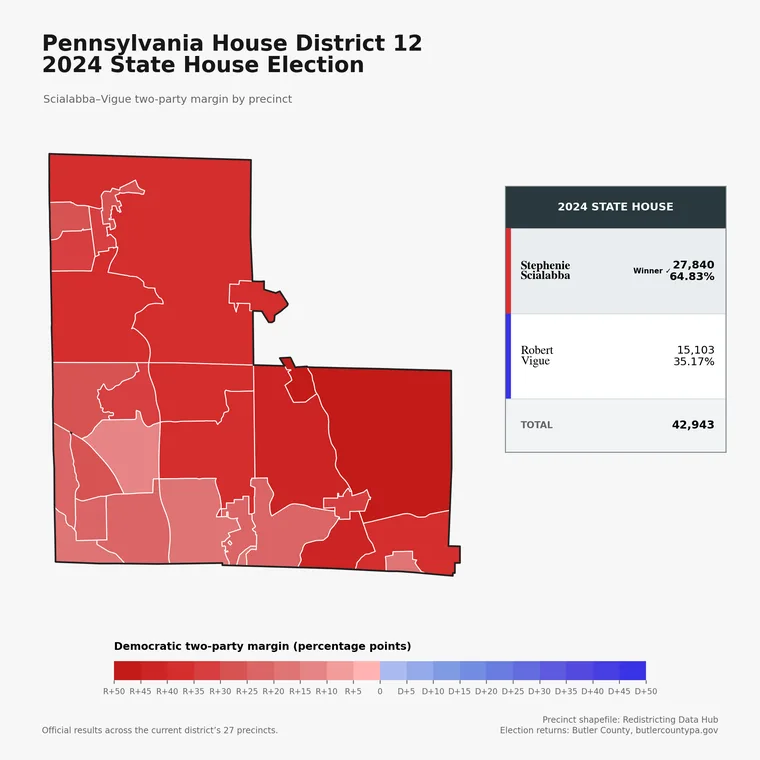 Pennsylvania House District 12
2024 State House Election
Scialabba–Vigue two-party margin by precinct
2024 STATE HOUSE
Stephenie
Scialabba
Winner ✓
27,840
64.83%
Robert
Vigue
15,103
35.17%
TOTAL
42,943
Democratic two-party margin (percentage points)
R+50 R+45 R+40 R+35 R+30 R+25 R+20 R+15 R+10 R+5 0 D+5 D+10 D+15 D+20 D+25 D+30 D+35 D+40 D+45 D+50
Official results across the current district's 27 precincts.
Precinct shapefile: Redistricting Data Hub
Election returns: Butler County, butlercountypa.gov